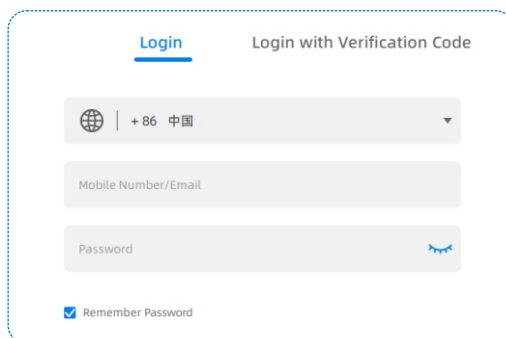 Login Login with Verification Code
+ 86 中国
Mobile Number/Email
Password
Remember Password